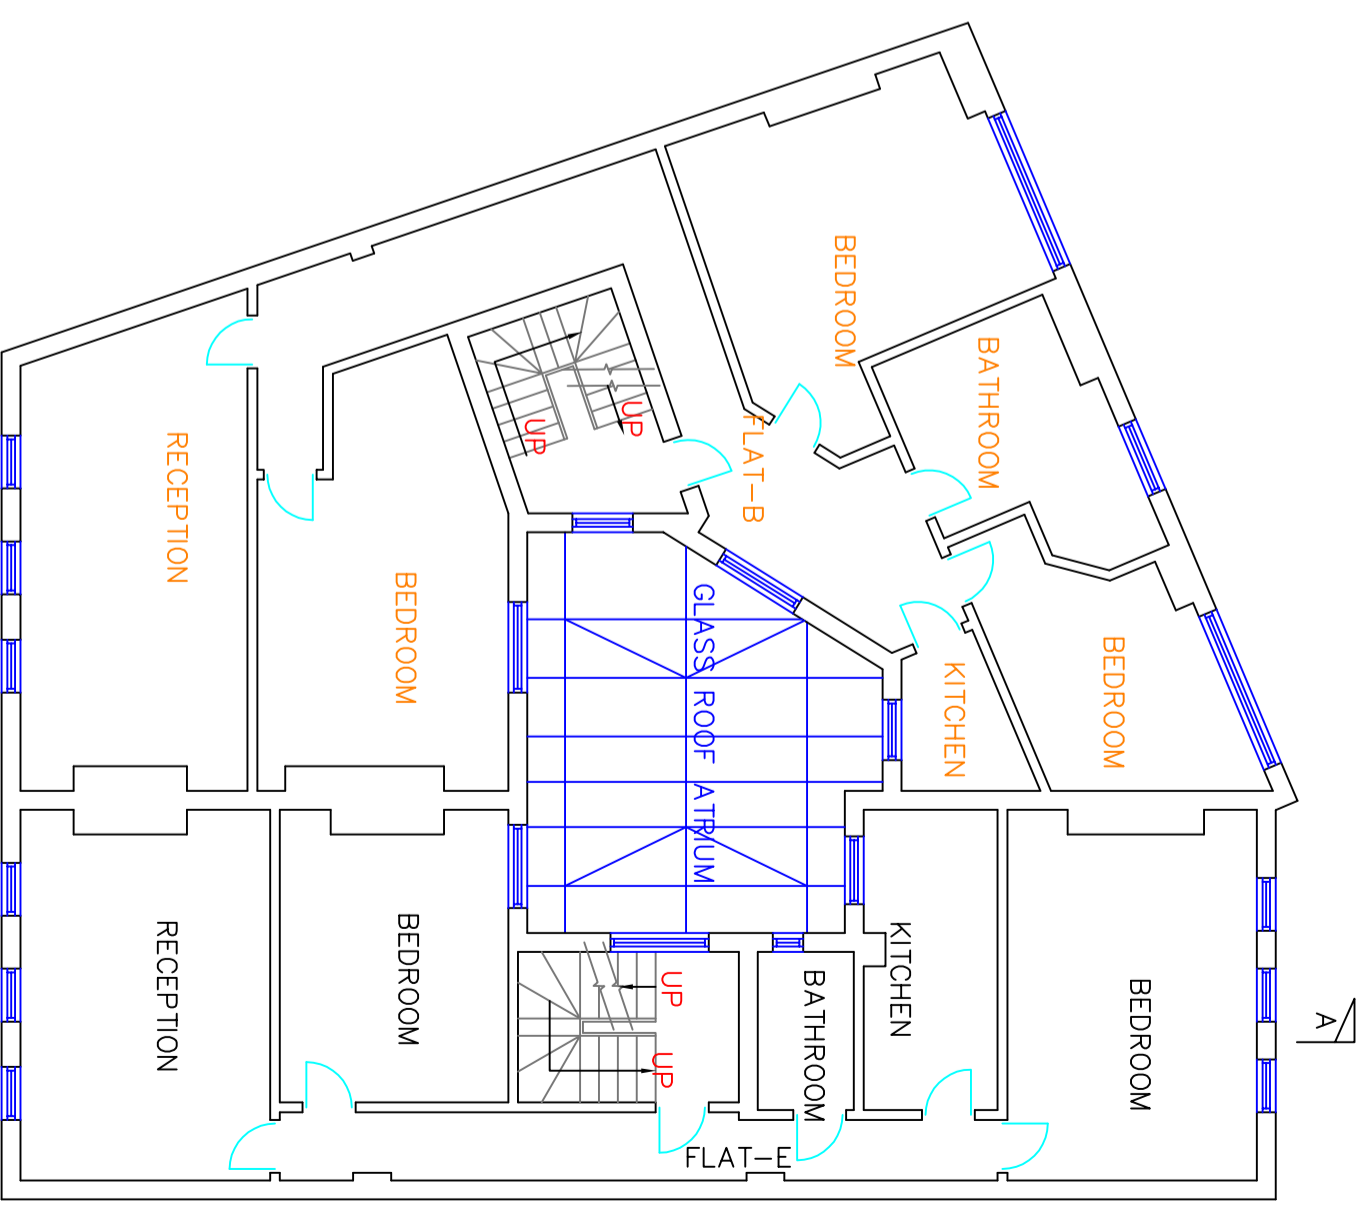 BEDROOM
BATHROOM
FLAT-B
UP
UP
RECEPTION
BEDROOM
GLASS ROOF ATRIUM
KITCHEN
BEDROOM
RECEPTION
BEDROOM
UP
UP
BATHROOM
KITCHEN
BEDROOM
FLAT-E
A